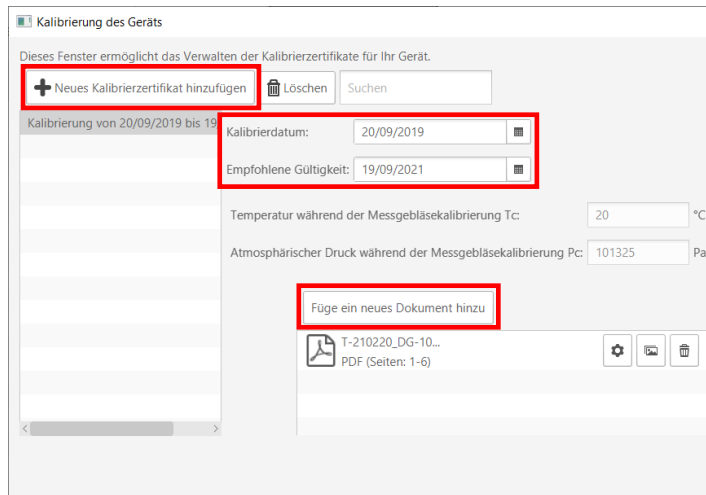 Kalibrierung des Geräts
Dieses Fenster ermöglicht das Verwalten der Kalibrierzertifikate für Ihr Gerät.
Neues Kalibrierzertifikat hinzufügen Löschen Suchen
Kalibrierung von 20/09/2019 bis 19
Kalibrierdatum: 20/09/2019
Empfohlene Gültigkeit: 19/09/2021
Temperatur während der Messgebläsekalibrierung Tc: 20 °C
Atmosphärischer Druck während der Messgebläsekalibrierung Pc: 101325 Pa
Füge ein neues Dokument hinzu
T-210220_DG-10...
PDF (Seiten: 1-6)